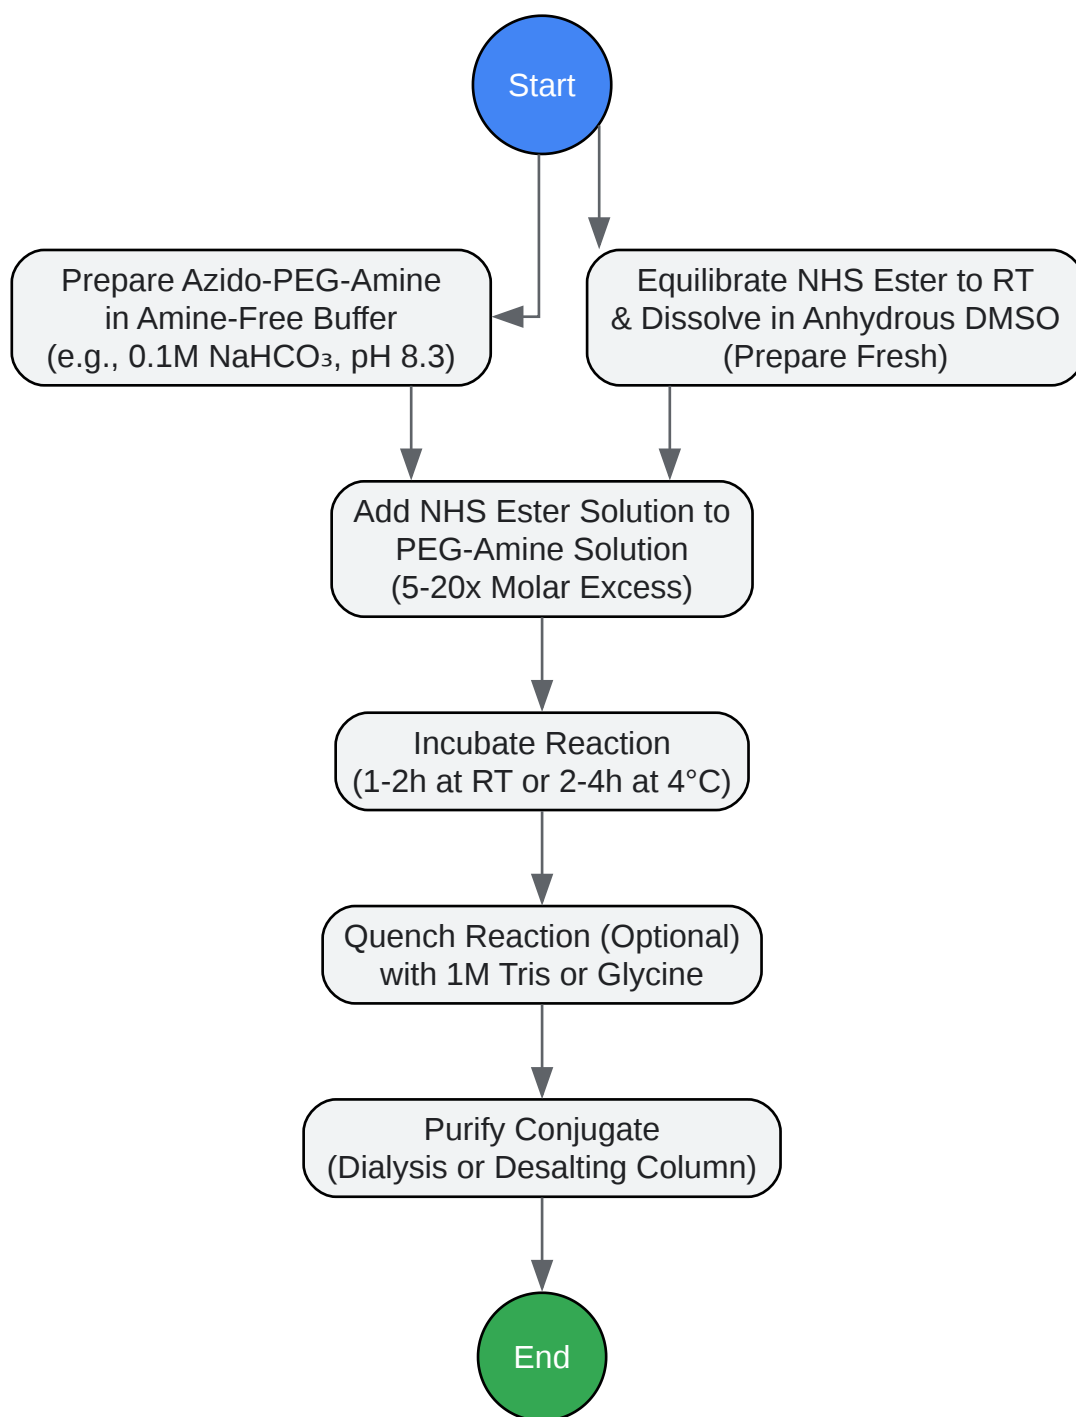 Start
Prepare Azido-PEG-Amine
in Amine-Free Buffer
(e.g., 0.1M NaHCO₃, pH 8.3)
Equilibrate NHS Ester to RT
& Dissolve in Anhydrous DMSO
(Prepare Fresh)
Add NHS Ester Solution to
PEG-Amine Solution
(5-20x Molar Excess)
Incubate Reaction
(1-2h at RT or 2-4h at 4°C)
Quench Reaction (Optional)
with 1M Tris or Glycine
Purify Conjugate
(Dialysis or Desalting Column)
End